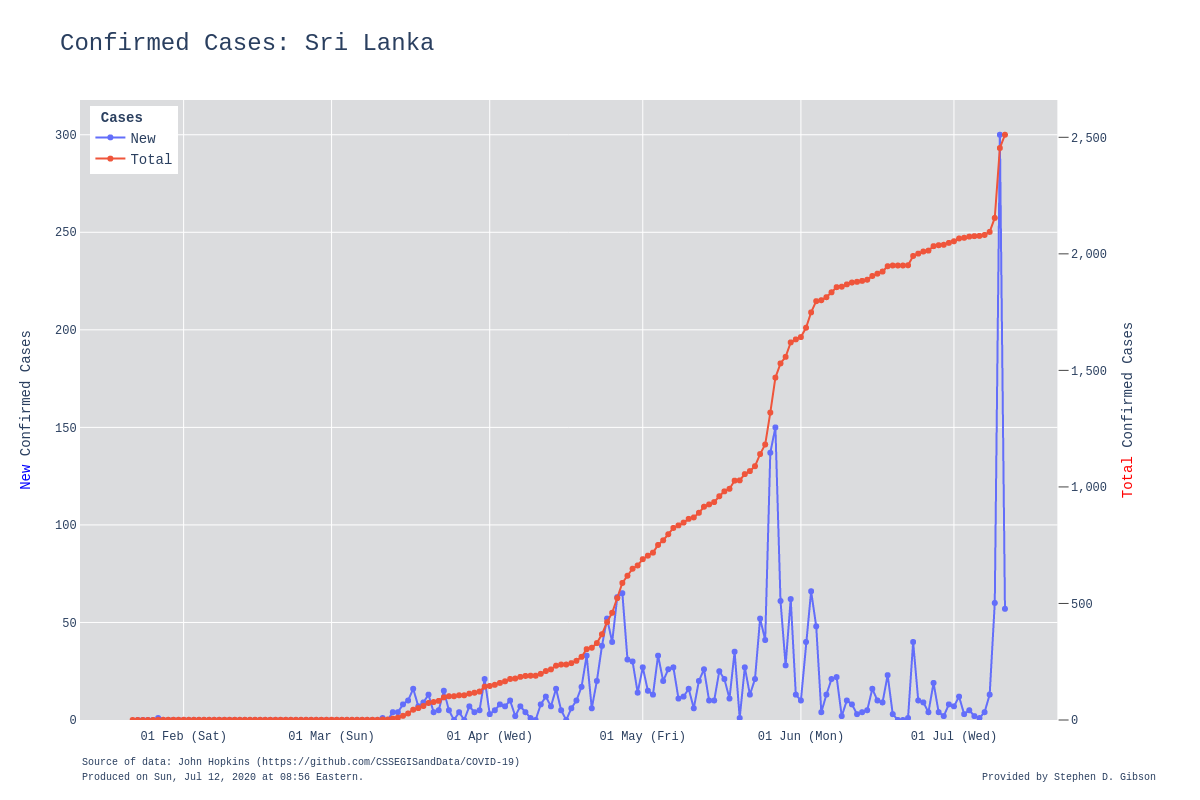 Confirmed Cases: Sri Lanka
Cases
New
Total
300
250
200
150
100
50
0
2,500
2,000
1,500
1,000
500
0
New Confirmed Cases
Total Confirmed Cases
01 Feb (Sat)
01 Mar (Sun)
01 Apr (Wed)
01 May (Fri)
01 Jun (Mon)
01 Jul (Wed)
Source of data: John Hopkins (https://github.com/CSSEGISandData/COVID-19)
Produced on Sun, Jul 12, 2020 at 08:56 Eastern.
Provided by Stephen D. Gibson